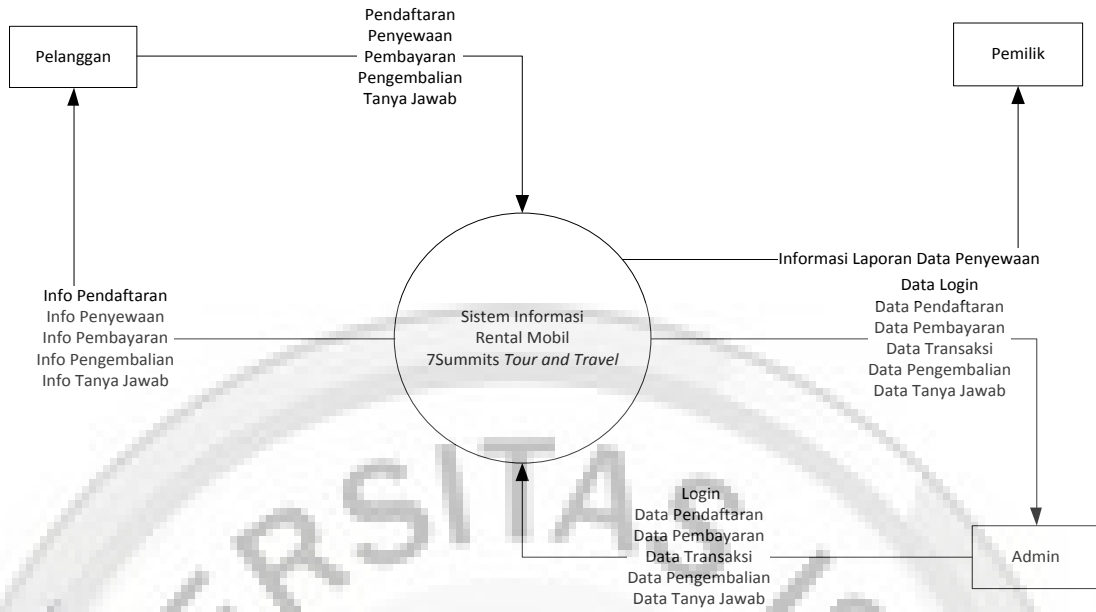 Pendaftaran
Penyewaan
Pembayaran
Pengembalian
Tanya Jawab
Pelanggan
Pemilik
Informasi Laporan Data Penyewaan
Info Pendaftaran
Info Penyewaan
Info Pembayaran
Info Pengembalian
Info Tanya Jawab
Sistem Informasi
Rental Mobil
7Summits Tour and Travel
Data Login
Data Pendaftaran
Data Pembayaran
Data Transaksi
Data Pengembalian
Data Tanya Jawab
Login
Data Pendaftaran
Data Pembayaran
Data Transaksi
Data Pengembalian
Data Tanya Jawab
Admin
ERSITAS